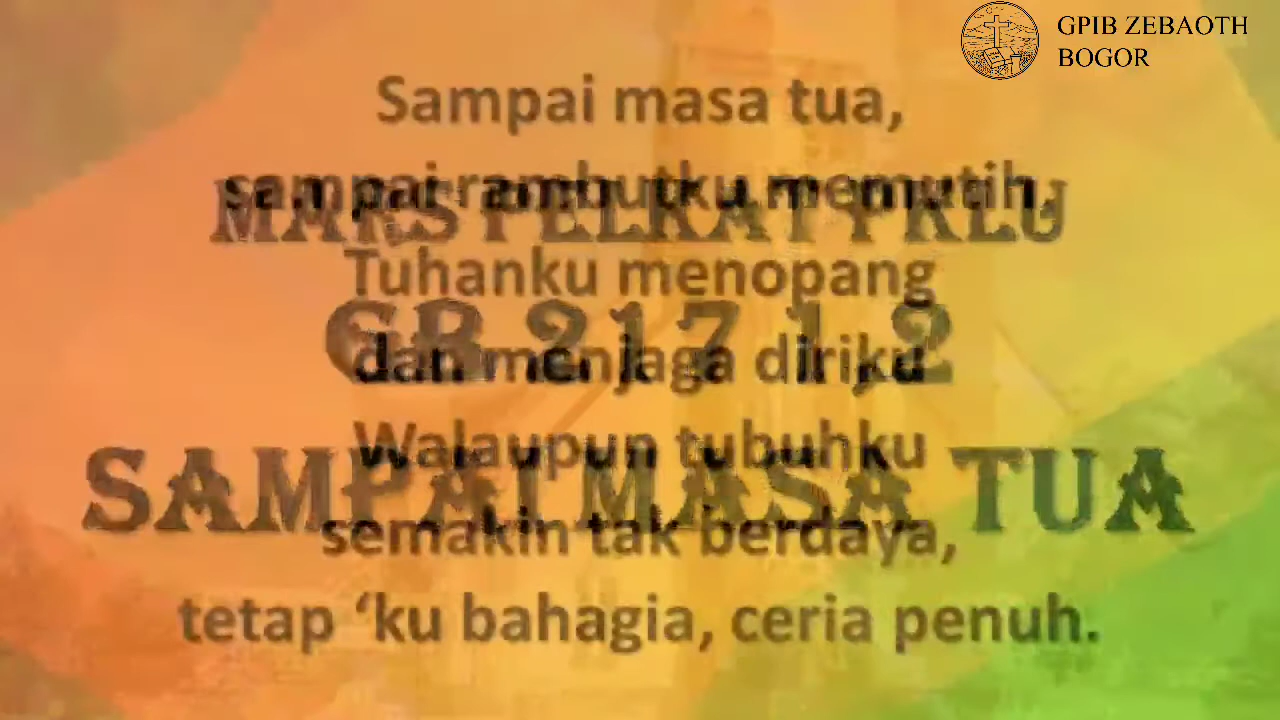 GPIB ZEBAOTH
BOGOR
Sampai masa tua,
sampai rambutku memutih,
Tuhanku menopang
dan menjaga diriku
Walaupun tubuhku
semakin tak berdaya,
tetap ‘ku bahagia, ceria penuh.
MARS PELKAT PKLU
GB 217 1, 2
SAMPAI MASA TUA